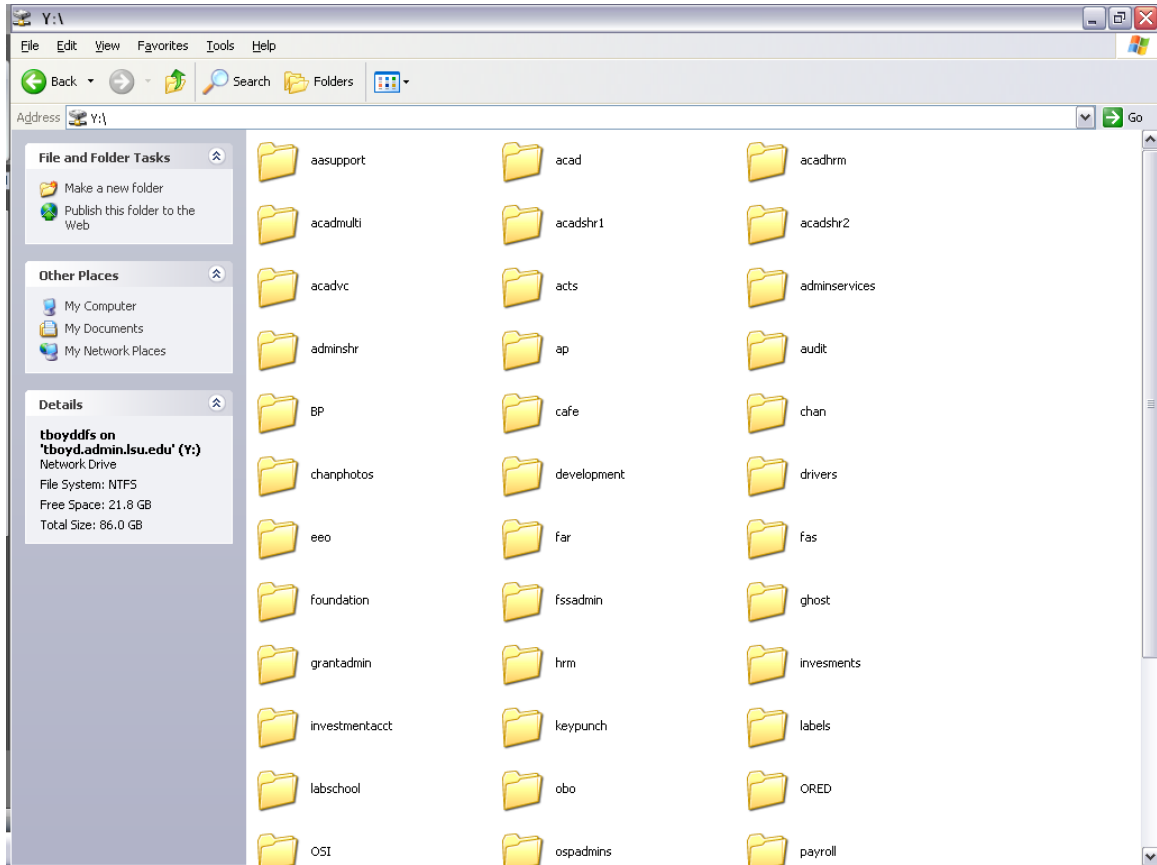 Y:\
File Edit View Favorites Tools Help
Back Search Folders
Address Y:\ Go
File and Folder Tasks
Make a new folder
Publish this folder to the
Web
Other Places
My Computer
My Documents
My Network Places
Details
tboyddfs on
'tboyd.admin.lsu.edu' (Y:)
Network Drive
File System: NTFS
Free Space: 21.8 GB
Total Size: 86.0 GB
aasupport acad acadhrm
acadmulti acadshr1 acadshr2
acadvc acts adminservices
adminshr ap audit
BP cafe chan
chanphotos development drivers
eeo far fas
foundation fssadmin ghost
grantadmin hrm invesments
investmentacct keypunch labels
labschool obo ORED
OSI ospadmins payroll